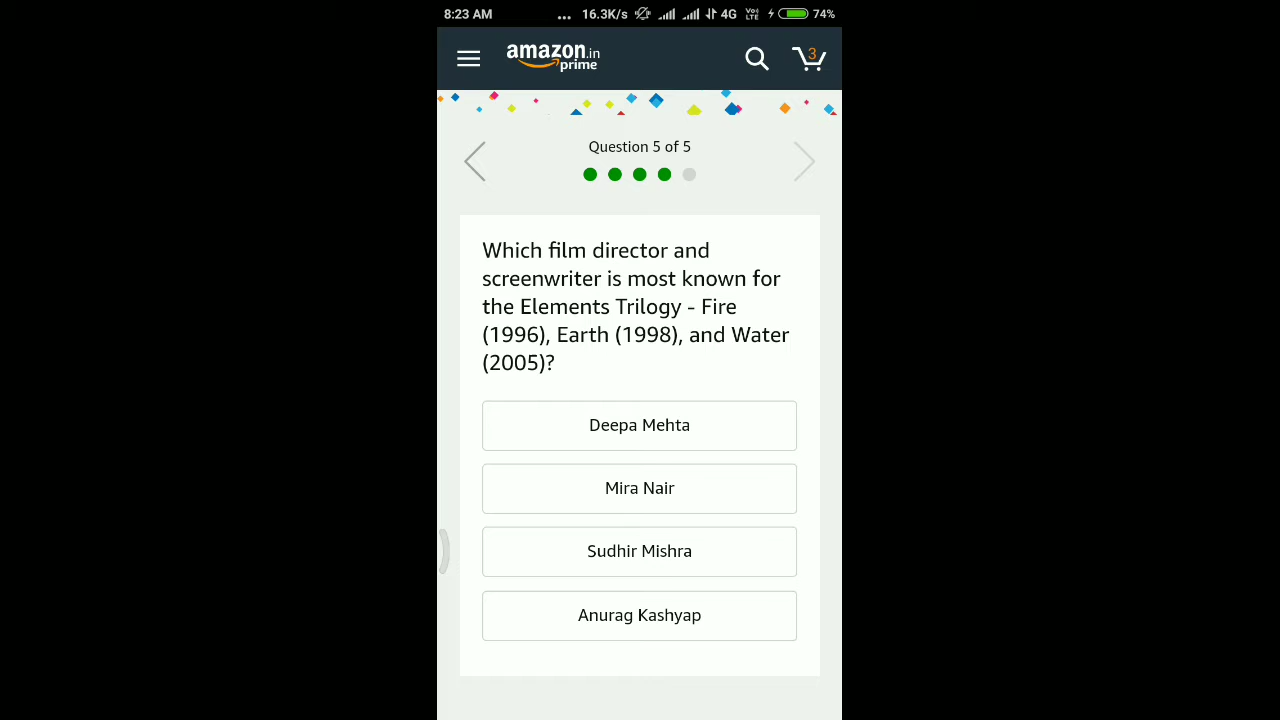 8:23 AM ... 16.3K/s 4G Vo) LTE 74%
amazon.in
prime
3
Question 5 of 5
Which film director and
screenwriter is most known for
the Elements Trilogy - Fire
(1996), Earth (1998), and Water
(2005)?
Deepa Mehta
Mira Nair
Sudhir Mishra
Anurag Kashyap